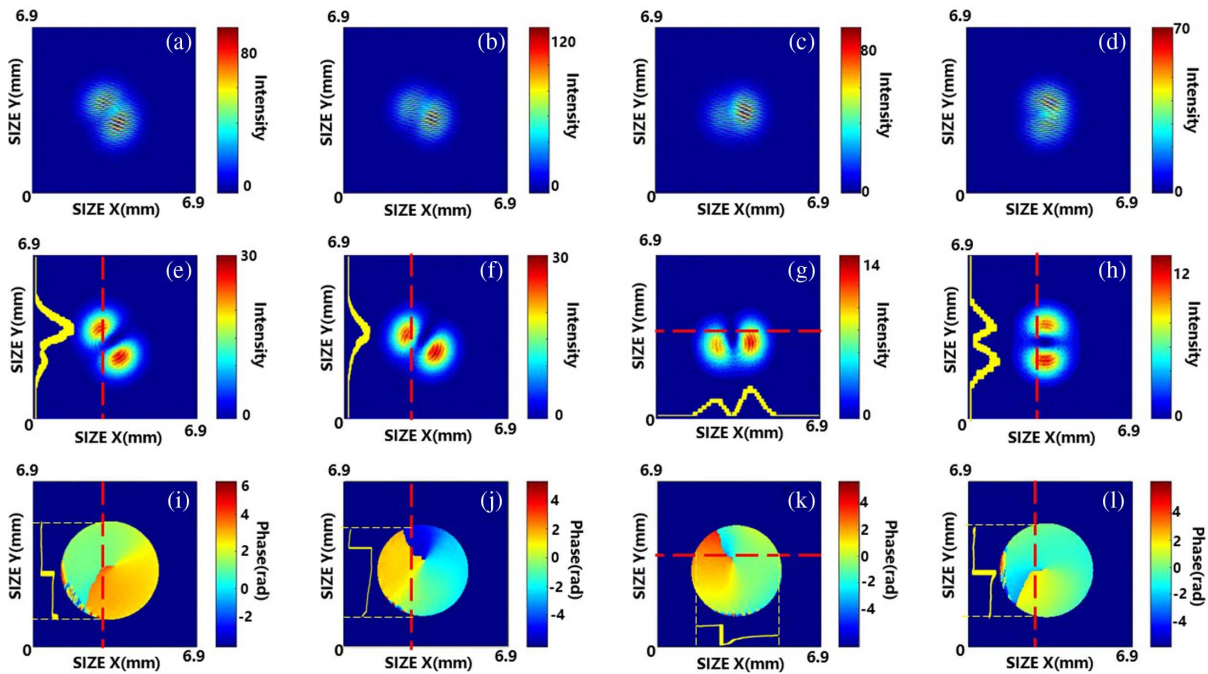 6.9
(a)
80
0
Intensity
SIZE Y(mm)
0
SIZE X(mm)
6.9
6.9
(b)
120
0
Intensity
SIZE Y(mm)
0
SIZE X(mm)
6.9
6.9
(c)
80
0
Intensity
SIZE Y(mm)
0
SIZE X(mm)
6.9
6.9
(d)
70
0
Intensity
SIZE Y(mm)
0
SIZE X(mm)
6.9
6.9
(e)
30
0
Intensity
SIZE Y(mm)
0
SIZE X(mm)
6.9
6.9
(f)
30
0
Intensity
SIZE Y(mm)
0
SIZE X(mm)
6.9
6.9
(g)
14
0
Intensity
SIZE Y(mm)
0
SIZE X(mm)
6.9
6.9
(h)
12
0
Intensity
SIZE Y(mm)
0
SIZE X(mm)
6.9
6.9
(i)
6
4
2
0
-2
Phase(rad)
SIZE Y(mm)
0
SIZE X(mm)
6.9
6.9
(j)
4
2
0
-2
-4
Phase(rad)
SIZE Y(mm)
0
SIZE X(mm)
6.9
6.9
(k)
4
2
0
-2
-4
Phase(rad)
SIZE Y(mm)
0
SIZE X(mm)
6.9
6.9
(l)
4
2
0
-2
-4
Phase(rad)
SIZE Y(mm)
0
SIZE X(mm)
6.9